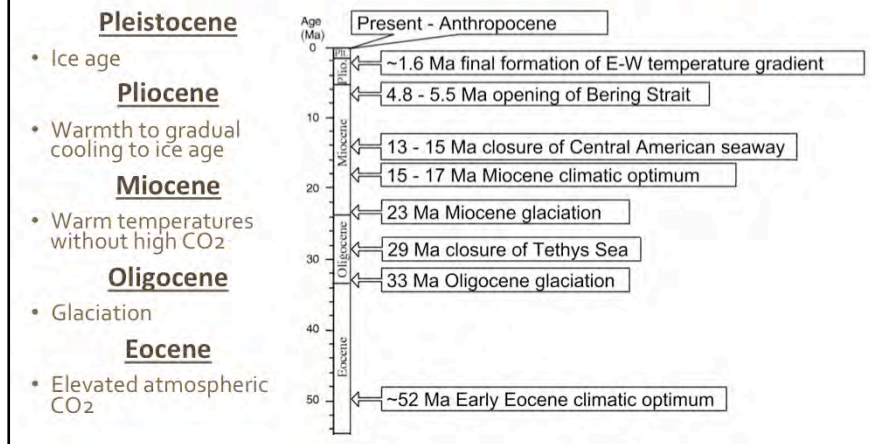 Pleistocene
• Ice age
Pliocene
• Warmth to gradual
cooling to ice age
Miocene
• Warm temperatures
without high CO2
Oligocene
• Glaciation
Eocene
• Elevated atmospheric
CO2
Age
(Ma)
0
10
20
30
40
50
Plt.
Plio.
Miocene
Oligocene
Eocene
Present - Anthropocene
~1.6 Ma final formation of E-W temperature gradient
4.8 - 5.5 Ma opening of Bering Strait
13 - 15 Ma closure of Central American seaway
15 - 17 Ma Miocene climatic optimum
23 Ma Miocene glaciation
29 Ma closure of Tethys Sea
33 Ma Oligocene glaciation
~52 Ma Early Eocene climatic optimum